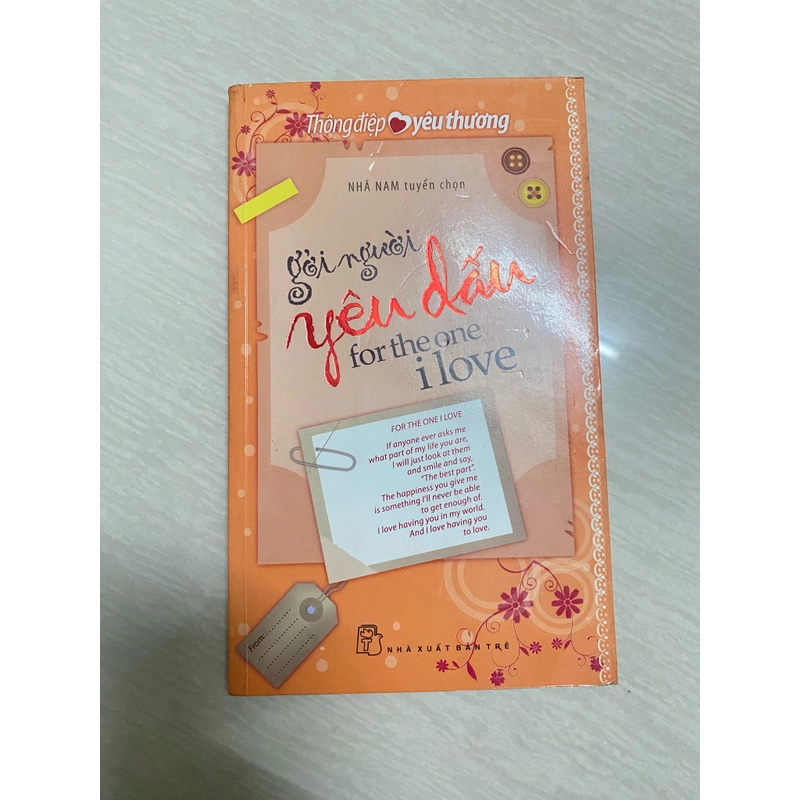 Thông điệp yêu thương
NHÃ NAM tuyển chọn
gởi người
yêu dấu
for the one
i love
FOR THE ONE I LOVE
If anyone ever asks me
what part of my life you are,
I will just look at them
and smile and say,
"The best part".
The happiness you give me
is something I'll never be able
to get enough of.
I love having you in my world.
And I love having you
to love.
From:
NHÀ XUẤT BẢN TRẺ